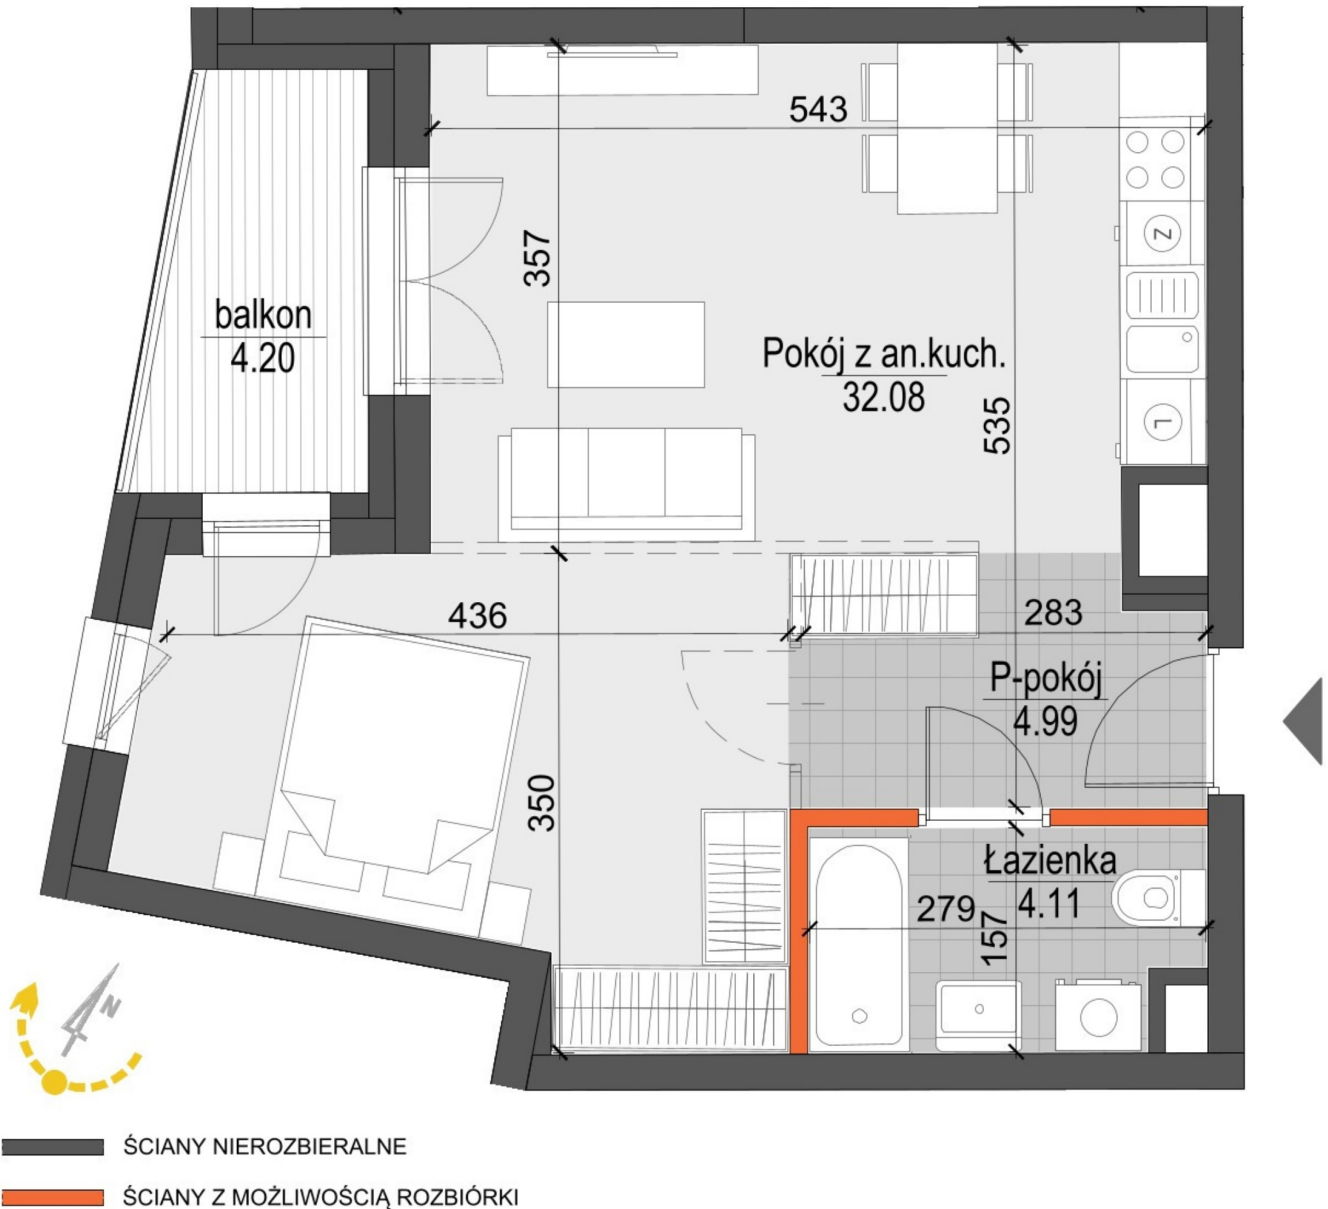 543
357
balkon
4.20
Z
Pokój z an.kuch.
32.08
535
L
436
283
P-pokój
4.99
350
Łazienka
279
4.11
157
N
ŚCIANY NIEROZBIERALNE
ŚCIANY Z MOŻLIWOŚCIĄ ROZBIÓRKI